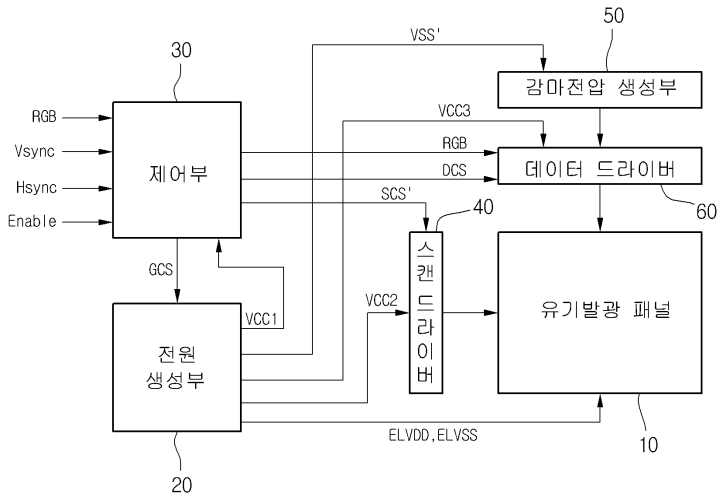 50
VSS'
30
감마전압 생성부
VCC3
RGB
RGB
Vsync
제어부
데이터 드라이버
DCS
Hsync
SCS'
40
60
Enable
스캔 드라이버
GCS
VCC1
VCC2
유기발광 패널
전원
생성부
ELVDD,ELVSS
10
20